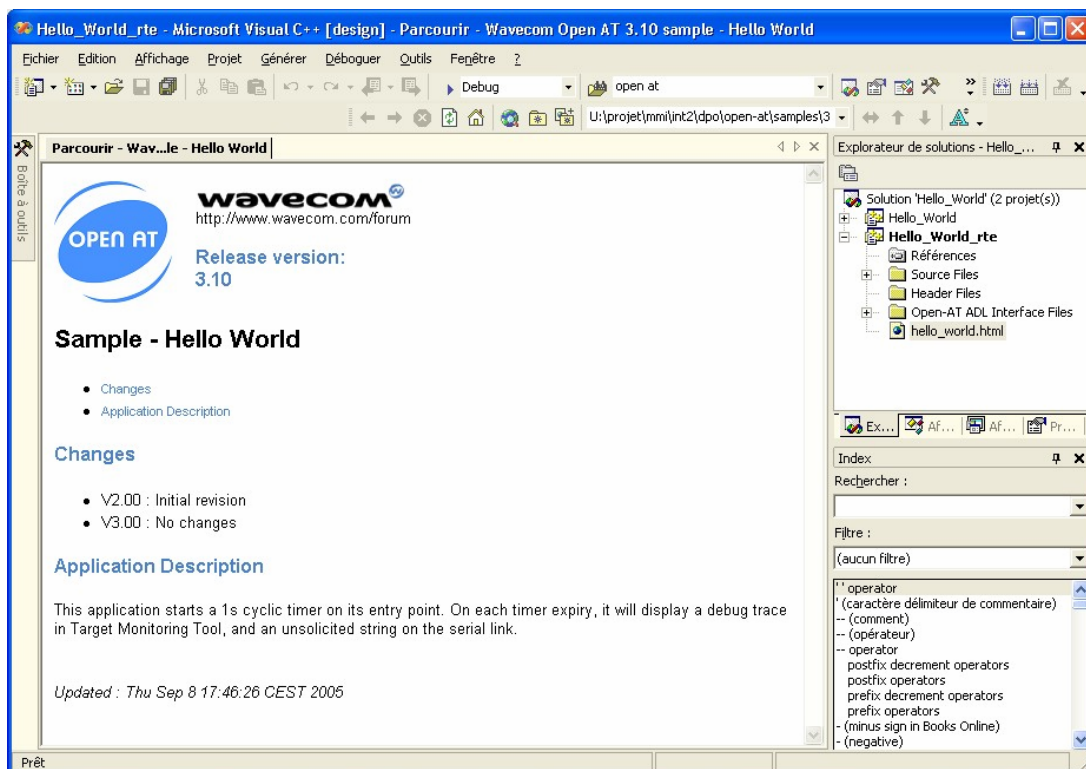 Hello_World_rte - Microsoft Visual C++ [design] - Parcourir - Wavecom Open AT 3.10 sample - Hello World
Fichier Edition Affichage Projet Générer Déboguer Outils Fenêtre ?
Debug open at
U:\projet\mmi\int2\dpo\open-at\samples\3
Boîte à outils
Parcourir - Wav...le - Hello World
OPEN AT
wavecom
http://www.wavecom.com/forum
Release version:
3.10
Sample - Hello World
Changes
Application Description
Changes
V2.00 : Initial revision
V3.00 : No changes
Application Description
This application starts a 1s cyclic timer on its entry point. On each timer expiry, it will display a debug trace
in Target Monitoring Tool, and an unsolicited string on the serial link.
Updated : Thu Sep 8 17:46:26 CEST 2005
Explorateur de solutions - Hello_...
Solution 'Hello_World' (2 projet(s))
Hello_World
Hello_World_rte
Références
Source Files
Header Files
Open-AT ADL Interface Files
hello_world.html
Ex... Af... Af... Pr...
Index
Rechercher :
Filtre :
(aucun filtre)
' ' operator
' (caractère délimiteur de commentaire)
-- (comment)
-- (opérateur)
-- operator
postfix decrement operators
postfix operators
prefix decrement operators
prefix operators
- (minus sign in Books Online)
- (negative)
Prêt